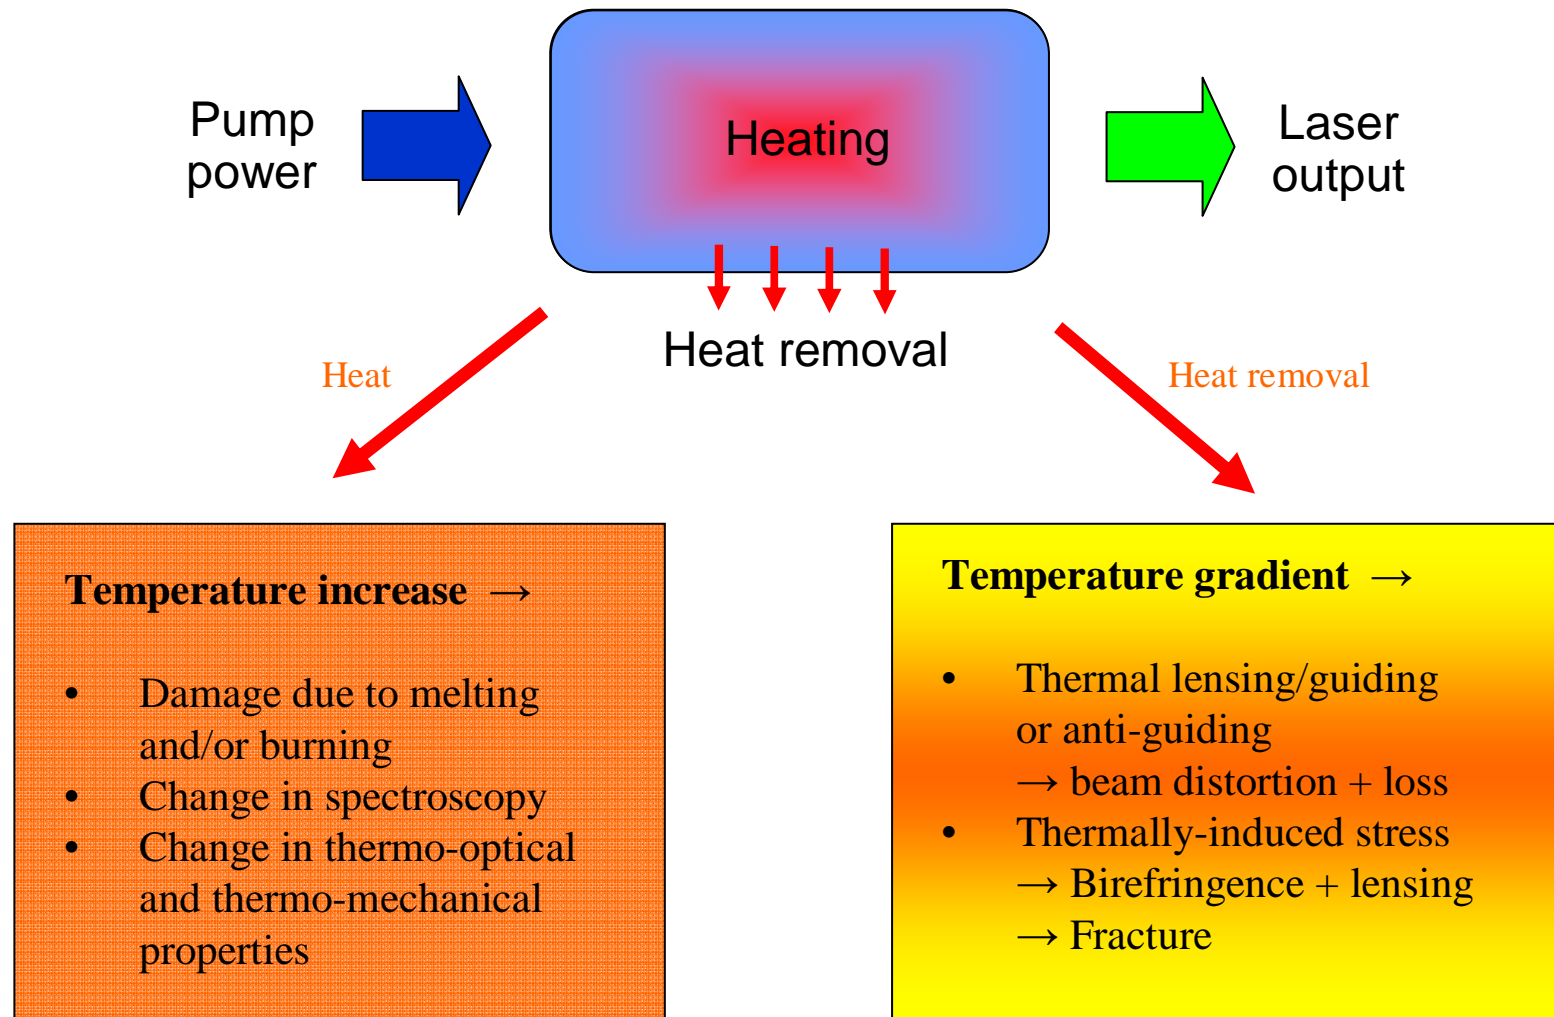 Pump
power
Heating
Laser
output
Heat removal
Heat
Heat removal
Temperature increase →
• Damage due to melting
and/or burning
• Change in spectroscopy
• Change in thermo-optical
and thermo-mechanical
properties
Temperature gradient →
• Thermal lensing/guiding
or anti-guiding
→ beam distortion + loss
• Thermally-induced stress
→ Birefringence + lensing
→ Fracture